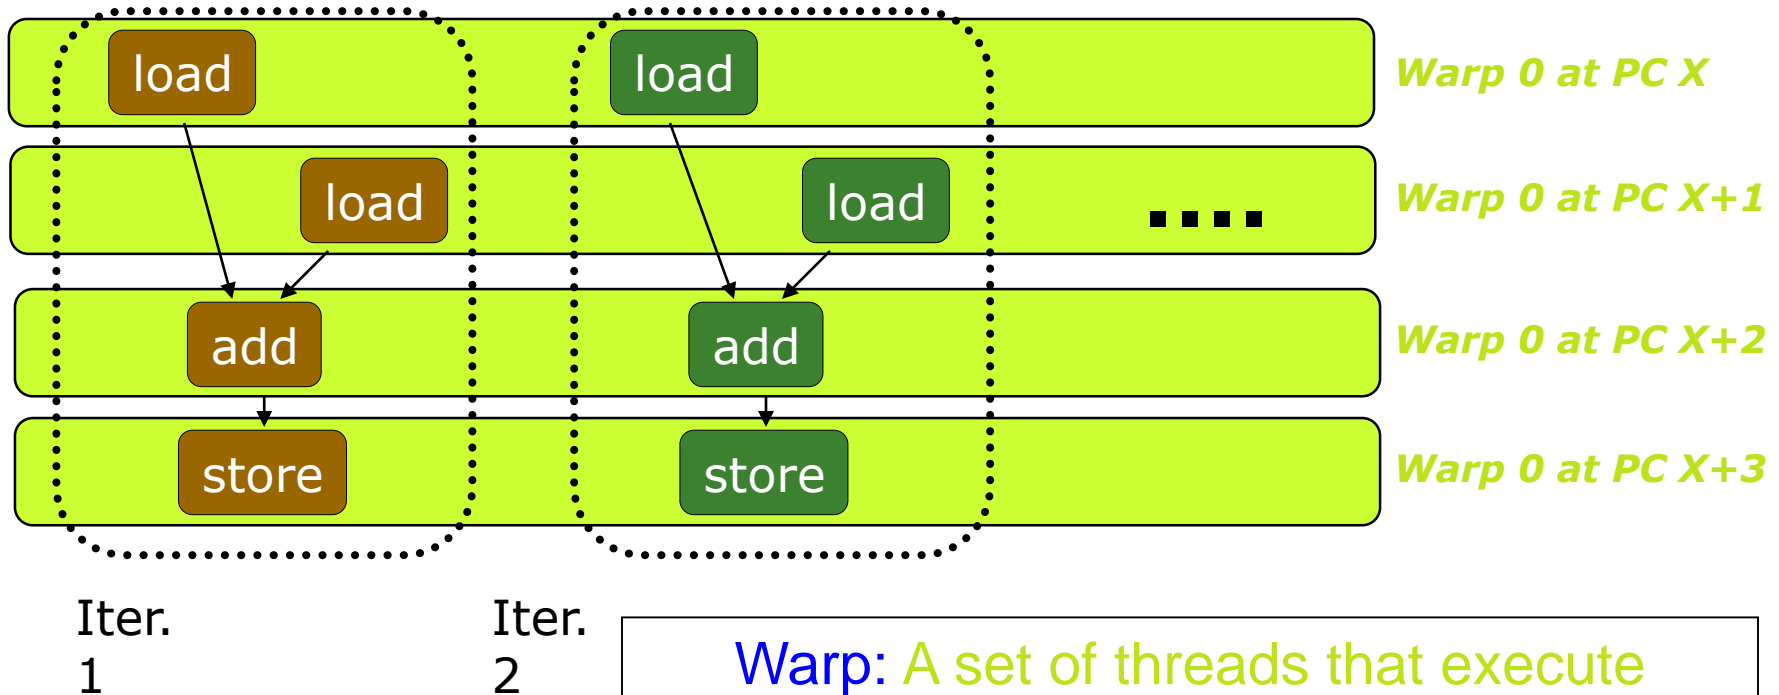 load load Warp 0 at PC X
load load .... Warp 0 at PC X+1
add add Warp 0 at PC X+2
store store Warp 0 at PC X+3
Iter. Iter.
1 2
Warp: A set of threads that execute